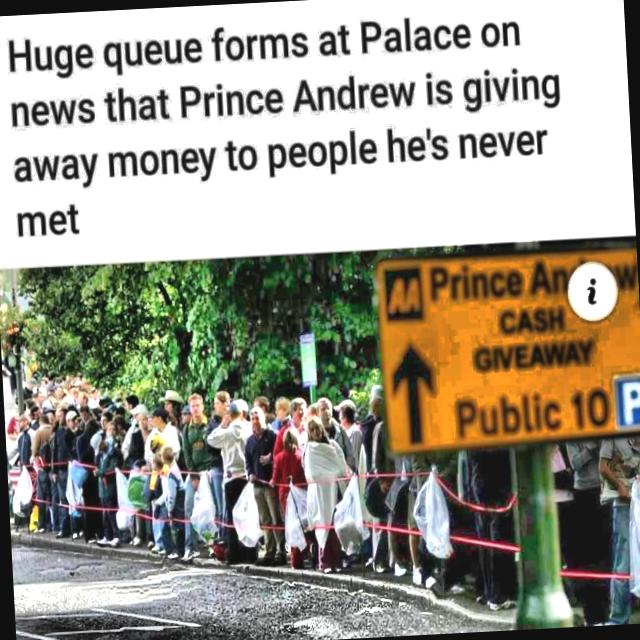 Huge queue forms at Palace on
news that Prince Andrew is giving
away money to people he's never
met
AA Prince
CASH
GIVEAWAY
Public 10 P
i